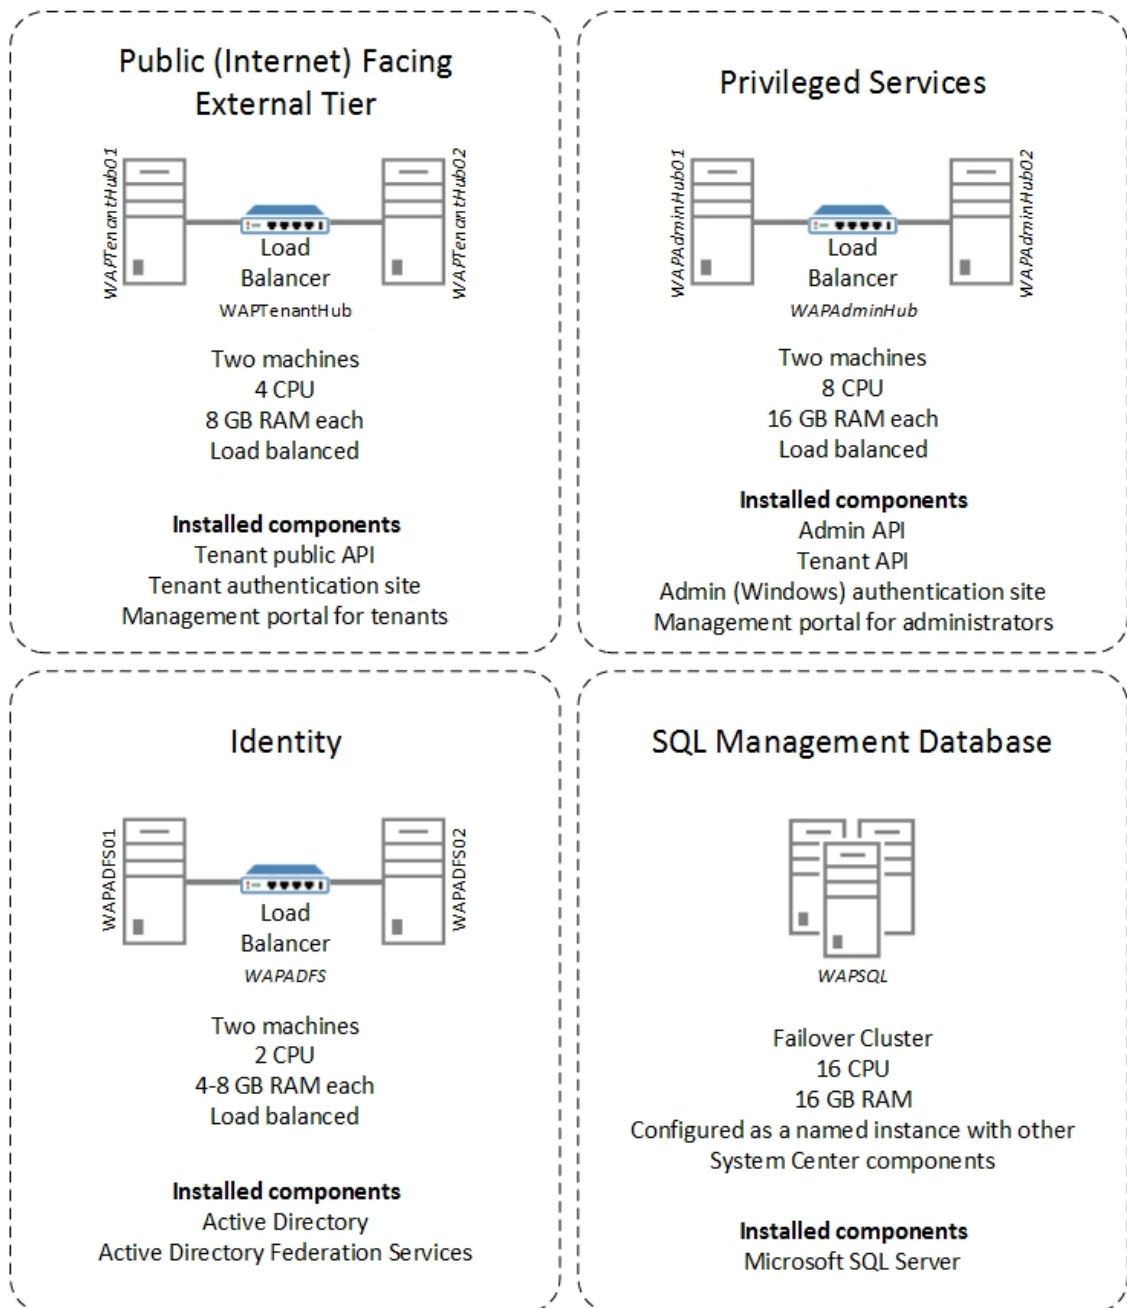 Public (Internet) Facing
External Tier
WAPTenantHub01
WAPTenantHub02
Load
Balancer
WAPTenantHub
Two machines
4 CPU
8 GB RAM each
Load balanced
Installed components
Tenant public API
Tenant authentication site
Management portal for tenants
Privileged Services
WAPAdminHub01
WAPAdminHub02
Load
Balancer
WAPAdminHub
Two machines
8 CPU
16 GB RAM each
Load balanced
Installed components
Admin API
Tenant API
Admin (Windows) authentication site
Management portal for administrators
Identity
WAPADFS01
WAPADFS02
Load
Balancer
WAPADFS
Two machines
2 CPU
4-8 GB RAM each
Load balanced
Installed components
Active Directory
Active Directory Federation Services
SQL Management Database
WAPSQL
Failover Cluster
16 CPU
16 GB RAM
Configured as a named instance with other
System Center components
Installed components
Microsoft SQL Server